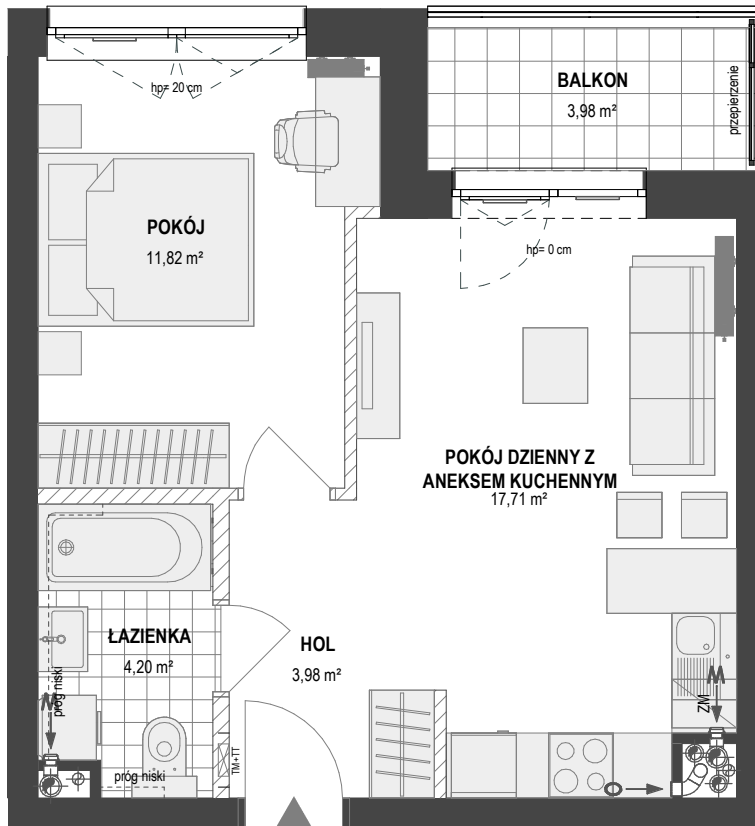 hp= 20 cm
BALKON
3,98 m²
przepierzenie
POKÓJ
11,82 m²
hp= 0 cm
POKÓJ DZIENNY Z
ANEKSEM KUCHENNYM
17,71 m²
ŁAZIENKA
4,20 m²
HOL
3,98 m²
próg niski
ZM
TM+TT
próg niski